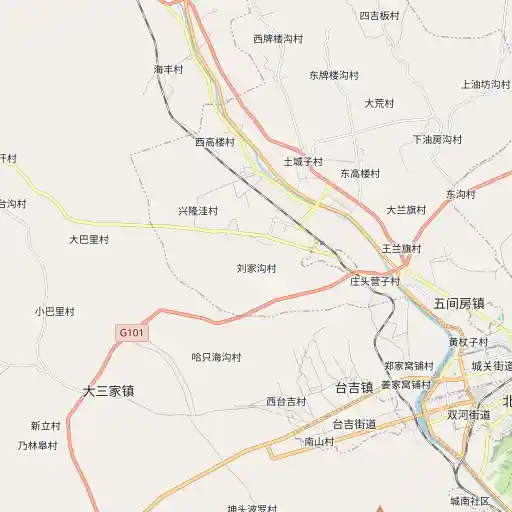 四吉板村
西牌楼沟村
海丰村
东牌楼沟村
上油坊沟村
大荒村
西高楼村
下油房沟村
土城子村
东高楼村
东沟村
台沟村
兴隆洼村
大兰旗村
大巴里村
王兰旗村
刘家沟村
庄头营子村
五间房镇
小巴里村
G101
黄杖子村
哈只海沟村
郑家窝铺村
城关街道
大三家镇
台吉镇
姜家窝铺村
西台吉村
北
双河街道
新立村
台吉街道
乃林皋村
南山村
城南社区
坤头波罗村